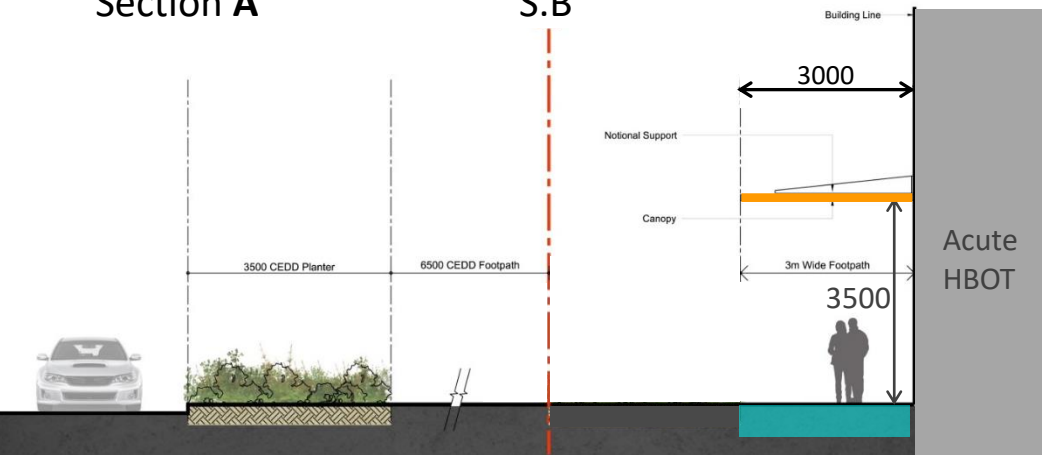 Section A
S.B
Building Line
3000
Notional Support
Canopy
3500 CEDD Planter
6500 CEDD Footpath
3m Wide Footpath
3500
Acute
HBOT